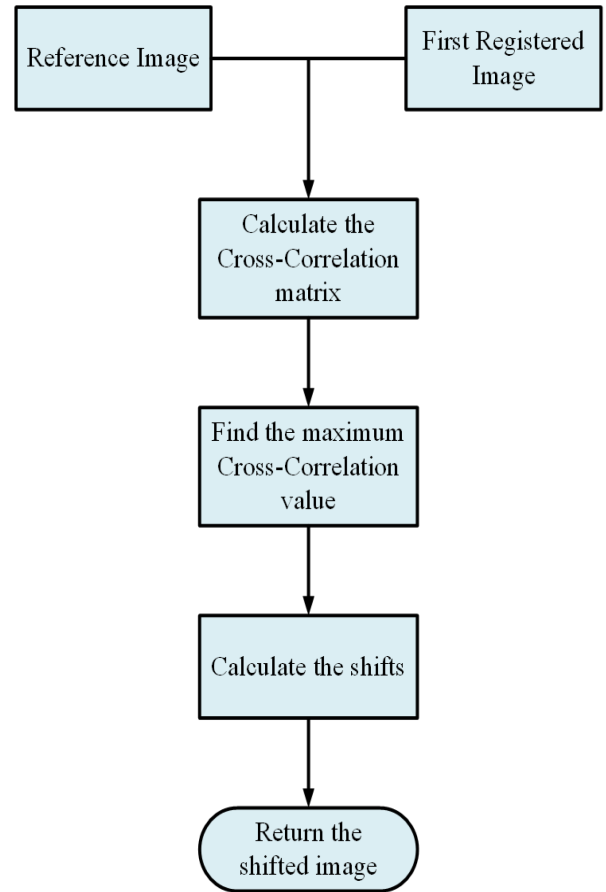 Reference Image
First Registered
Image
Calculate the
Cross-Correlation
matrix
Find the maximum
Cross-Correlation
value
Calculate the shifts
Return the
shifted image